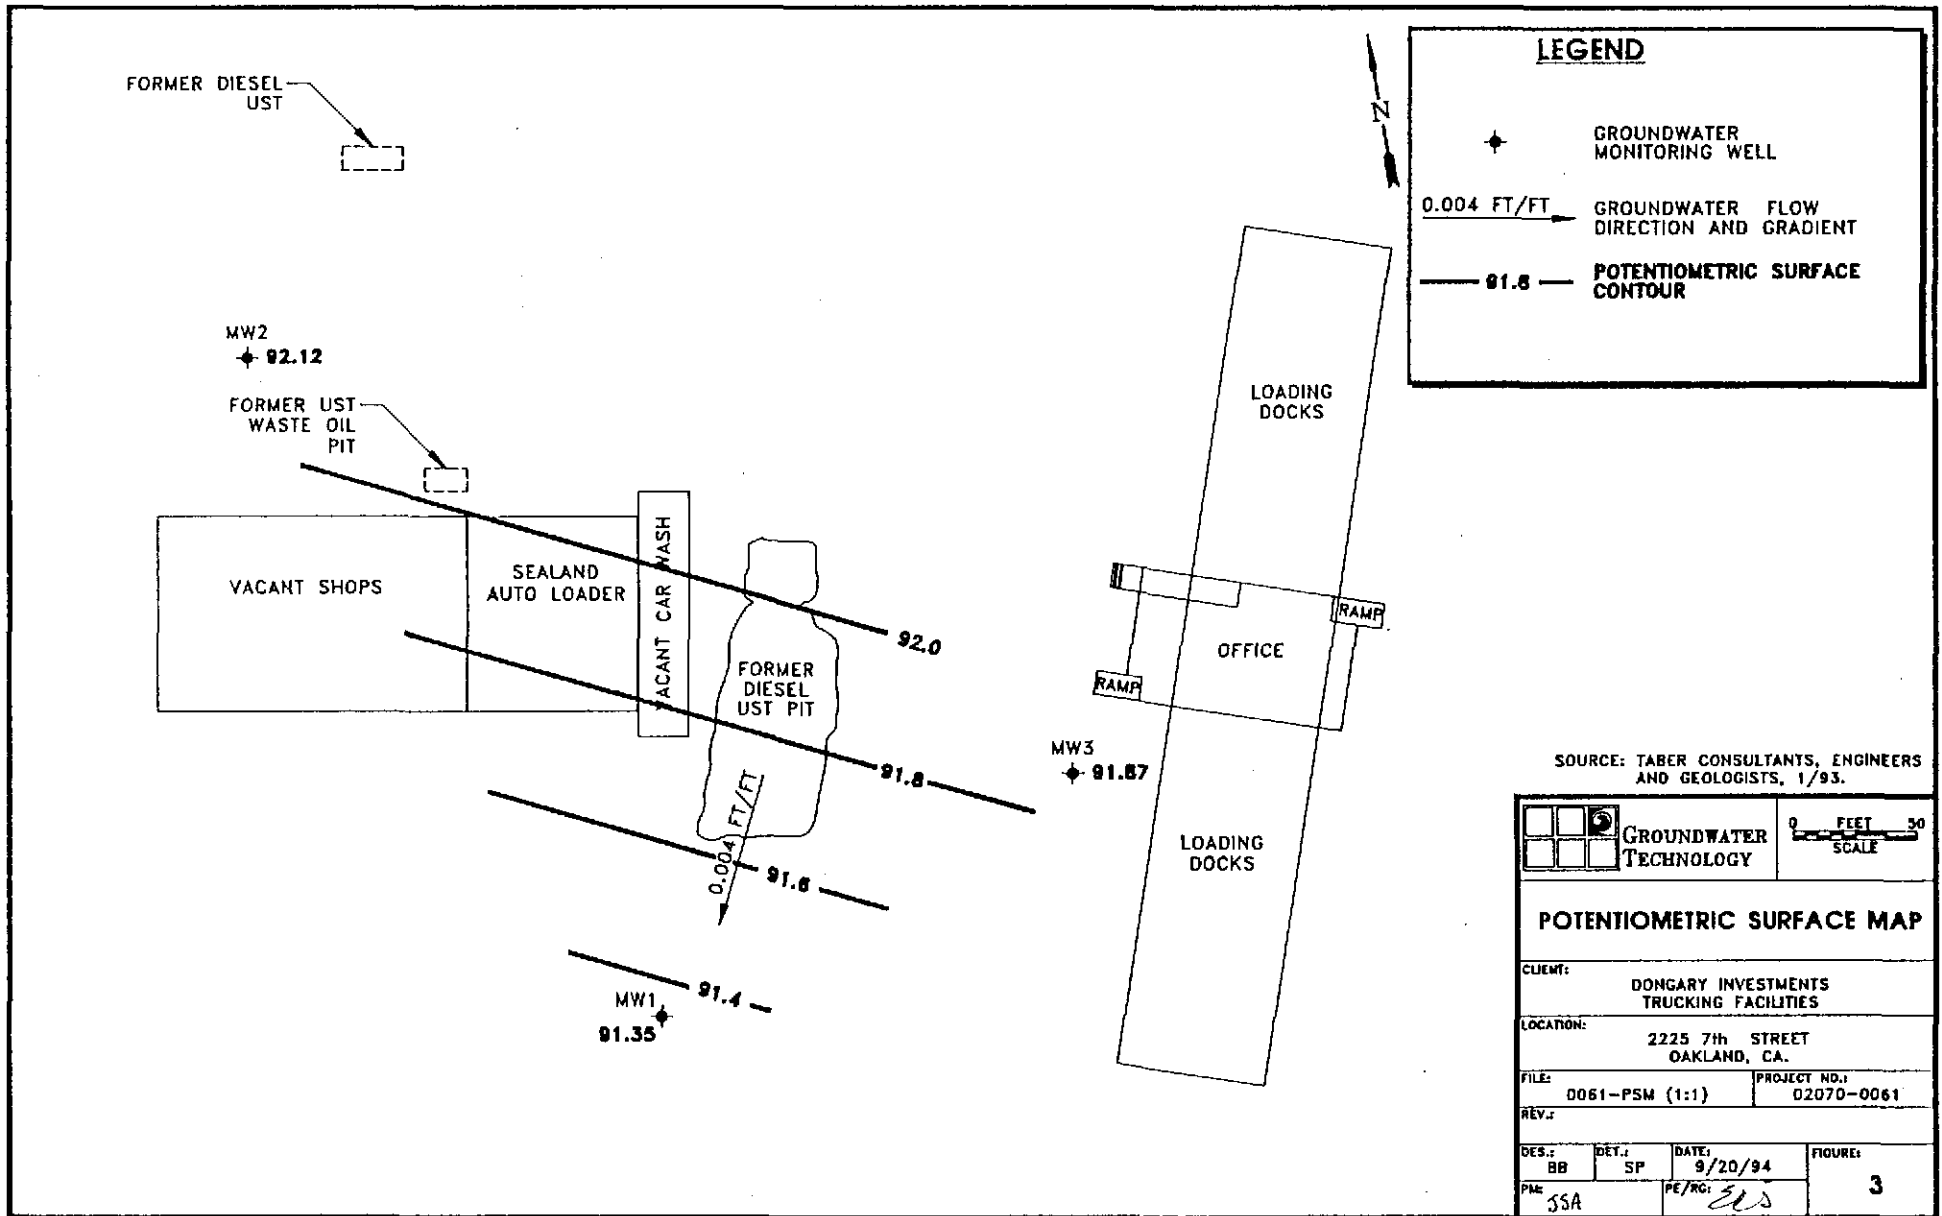 FORMER DIESEL
UST
MW2
92.12
FORMER UST
WASTE OIL
PIT
VACANT SHOPS
SEALAND
AUTO LOADER
VACANT CAR WASH
FORMER
DIESEL
UST PIT
92.0
91.8
91.6
91.4
0.004 FT/FT
MW1
91.35
MW3
91.87
LOADING
DOCKS
RAMP
OFFICE
RAMP
LOADING
DOCKS
N
LEGEND
GROUNDWATER
MONITORING WELL
0.004 FT/FT
GROUNDWATER FLOW
DIRECTION AND GRADIENT
91.6
POTENTIOMETRIC SURFACE
CONTOUR
SOURCE: TABER CONSULTANTS, ENGINEERS
AND GEOLOGISTS, 1/93.
GROUNDWATER
TECHNOLOGY
0 FEET 50
SCALE
POTENTIOMETRIC SURFACE MAP
CLIENT:
DONGARY INVESTMENTS
TRUCKING FACILITIES
LOCATION:
2225 7th STREET
OAKLAND, CA.
FILE:
0061-PSM (1:1)
PROJECT NO.:
02070-0061
REV.:
DES.:
BB
DET.:
SP
DATE:
9/20/94
FIGURE:
3
PM:
JSA
PE/RG: